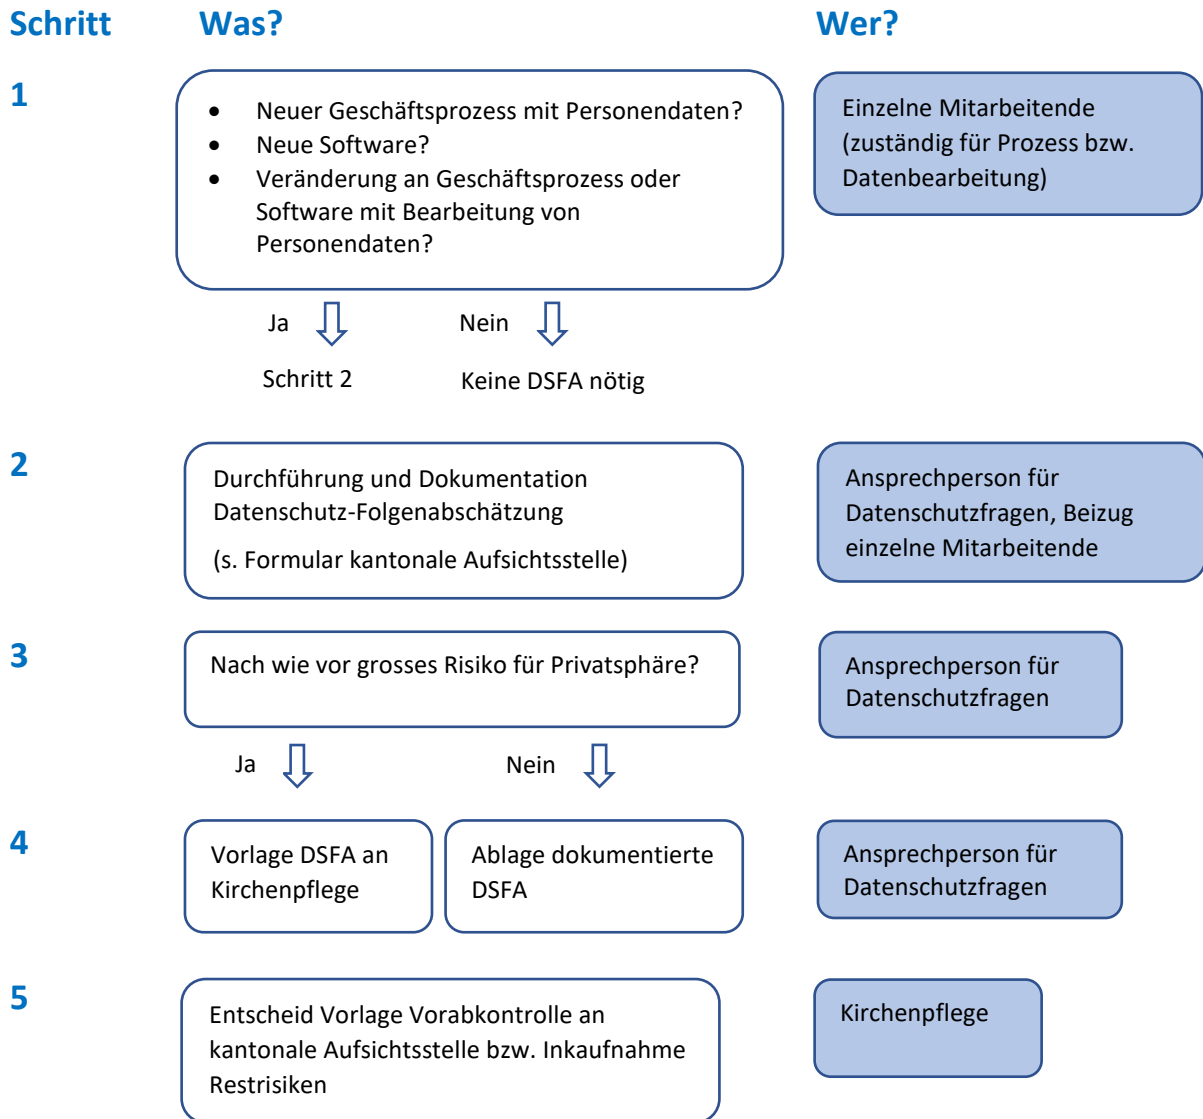 Schritt Was? Wer?
1
• Neuer Geschäftsprozess mit Personendaten?
• Neue Software?
• Veränderung an Geschäftsprozess oder
Software mit Bearbeitung von
Personendaten?
Einzelne Mitarbeitende
(zuständig für Prozess bzw.
Datenbearbeitung)
Ja Nein
Schritt 2 Keine DSFA nötig
2
Durchführung und Dokumentation
Datenschutz-Folgenabschätzung
(s. Formular kantonale Aufsichtsstelle)
Ansprechperson für
Datenschutzfragen, Beizug
einzelne Mitarbeitende
3
Nach wie vor grosses Risiko für Privatsphäre?
Ansprechperson für
Datenschutzfragen
Ja Nein
4
Vorlage DSFA an
Kirchenpflege
Ablage dokumentierte
DSFA
Ansprechperson für
Datenschutzfragen
5
Entscheid Vorlage Vorabkontrolle an
kantonale Aufsichtsstelle bzw. Inkaufnahme
Restrisiken
Kirchenpflege